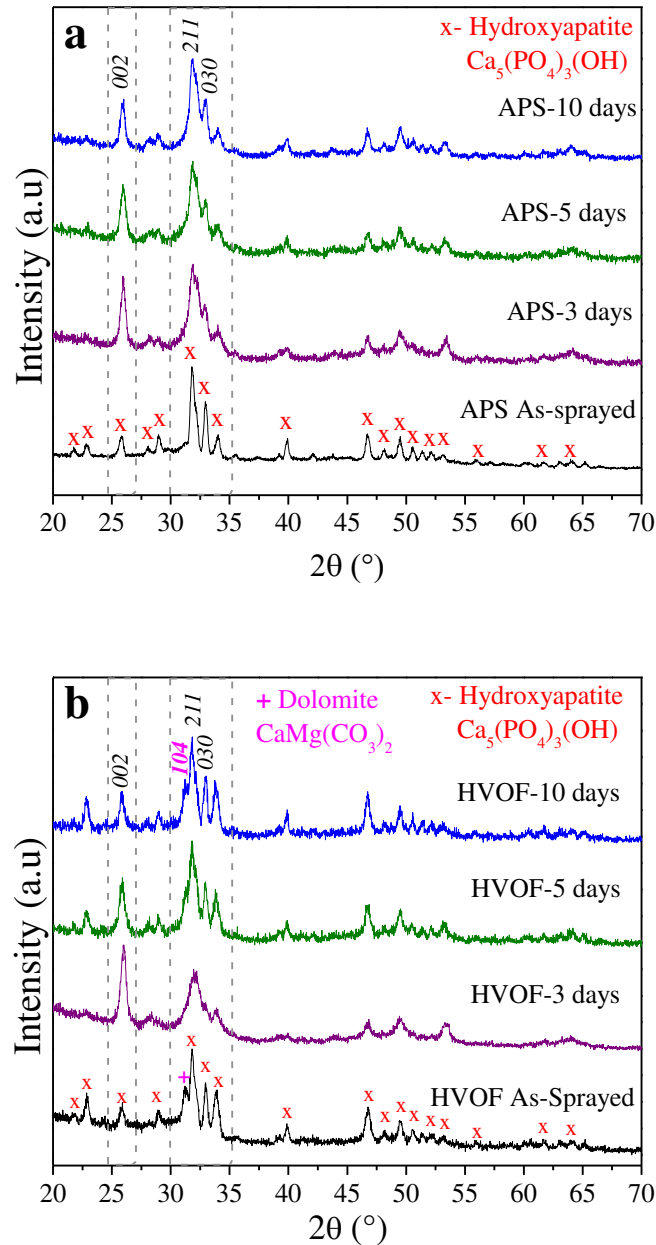 a
002
211
030
x- Hydroxyapatite
Ca₅(PO₄)₃(OH)
APS-10 days
APS-5 days
APS-3 days
APS As-sprayed
x x x x x x x x x x x x x x x x x x
Intensity (a.u)
20 25 30 35 40 45 50 55 60 65 70
2θ (°)
b
+ Dolomite
CaMg(CO₃)₂
x- Hydroxyapatite
Ca₅(PO₄)₃(OH)
002
104
211
030
HVOF-10 days
HVOF-5 days
HVOF-3 days
HVOF As-Sprayed
x x x x + x x x x x x x x x x x x x
Intensity (a.u)
20 25 30 35 40 45 50 55 60 65 70
2θ (°)